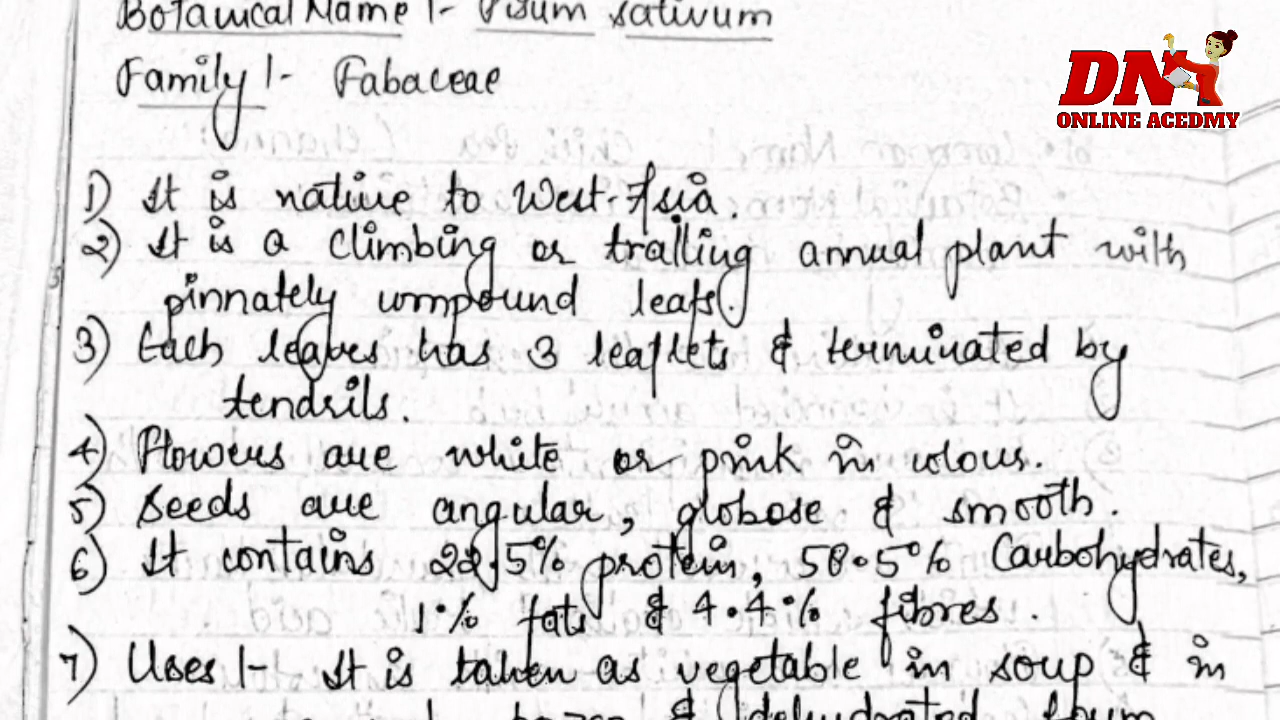 Botanical Name :- Pisum sativum
DN
ONLINE ACEDMY
Family :- Fabaceae
1) It is native to West-Asia.
2) It is a climbing or tralling annual plant with
pinnately compound leafs.
3) Each leaves has 3 leaflets & terminated by
tendrils.
4) Flowers are white or pink in colour.
5) Seeds are angular, globose & smooth.
6) It contains 22.5% protein, 58.5% Carbohydrates,
1.% fats & 4.4.% fibres.
7) Uses :- It is taken as vegetable in soup & in
& dehydrated form